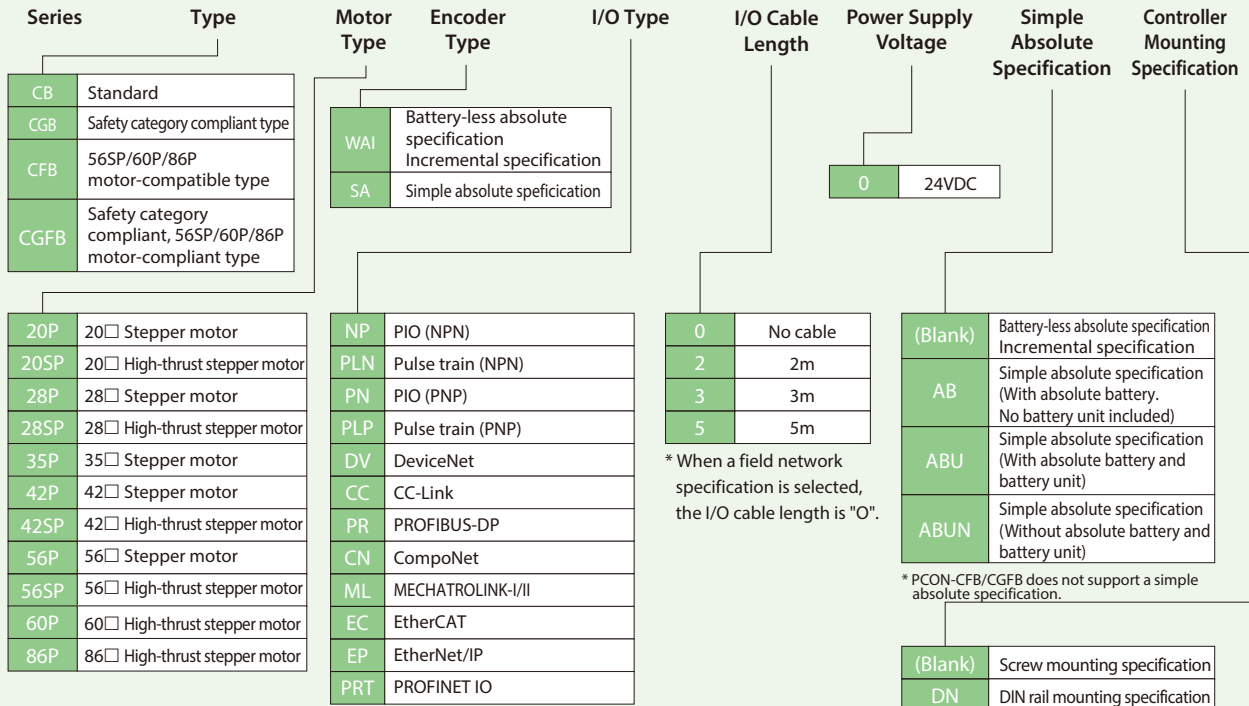 Series
Type
Motor
Type
Encoder
Type
I/O Type
I/O Cable
Length
Power Supply
Voltage
Simple
Absolute
Specification
Controller
Mounting
Specification
CB Standard
CGB Safety category compliant type
CFB 56SP/60P/86P
motor-compatible type
CGFB Safety category
compliant, 56SP/60P/86P
motor-compliant type
WAI Battery-less absolute
specification
Incremental specification
SA Simple absolute speficication
0 24VDC
20P 20□ Stepper motor
20SP 20□ High-thrust stepper motor
28P 28□ Stepper motor
28SP 28□ High-thrust stepper motor
35P 35□ Stepper motor
42P 42□ Stepper motor
42SP 42□ High-thrust stepper motor
56P 56□ Stepper motor
56SP 56□ High-thrust stepper motor
60P 60□ High-thrust stepper motor
86P 86□ High-thrust stepper motor
NP PIO (NPN)
PLN Pulse train (NPN)
PN PIO (PNP)
PLP Pulse train (PNP)
DV DeviceNet
CC CC-Link
PR PROFIBUS-DP
CN CompoNet
ML MECHATROLINK-I/II
EC EtherCAT
EP EtherNet/IP
PRT PROFINET IO
0 No cable
2 2m
3 3m
5 5m
* When a field network
specification is selected,
the I/O cable length is "O".
(Blank) Battery-less absolute specification
Incremental specification
AB Simple absolute specification
(With absolute battery.
No battery unit included)
ABU Simple absolute specification
(With absolute battery and
battery unit)
ABUN Simple absolute specification
(Without absolute battery and
battery unit)
* PCON-CFB/CGFB does not support a simple
absolute specification.
(Blank) Screw mounting specification
DN DIN rail mounting specification